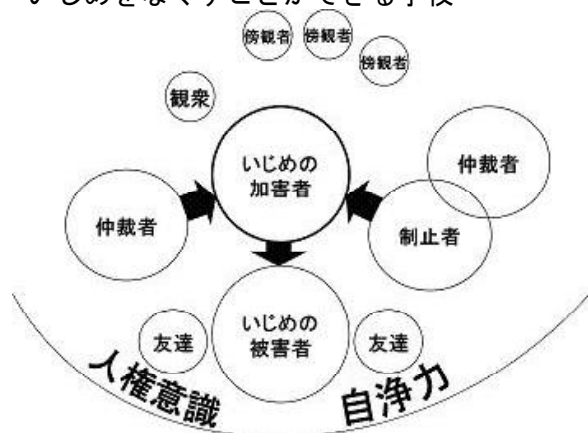 いじめをなくすことができる学校
傍観者
傍観者
傍観者
観衆
いじめの
加害者
仲裁者
仲裁者
制止者
いじめの
被害者
友達
友達
人権意識
自浄力